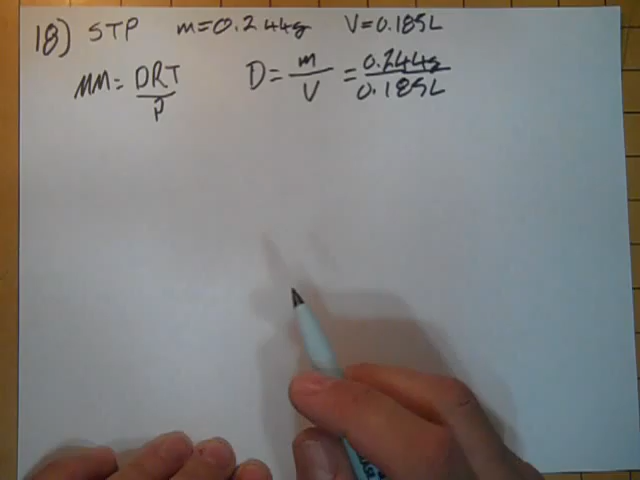 18) STP m=0.244g V=0.185L
MM= DRT/P D= m/V = 0.244g/0.185L